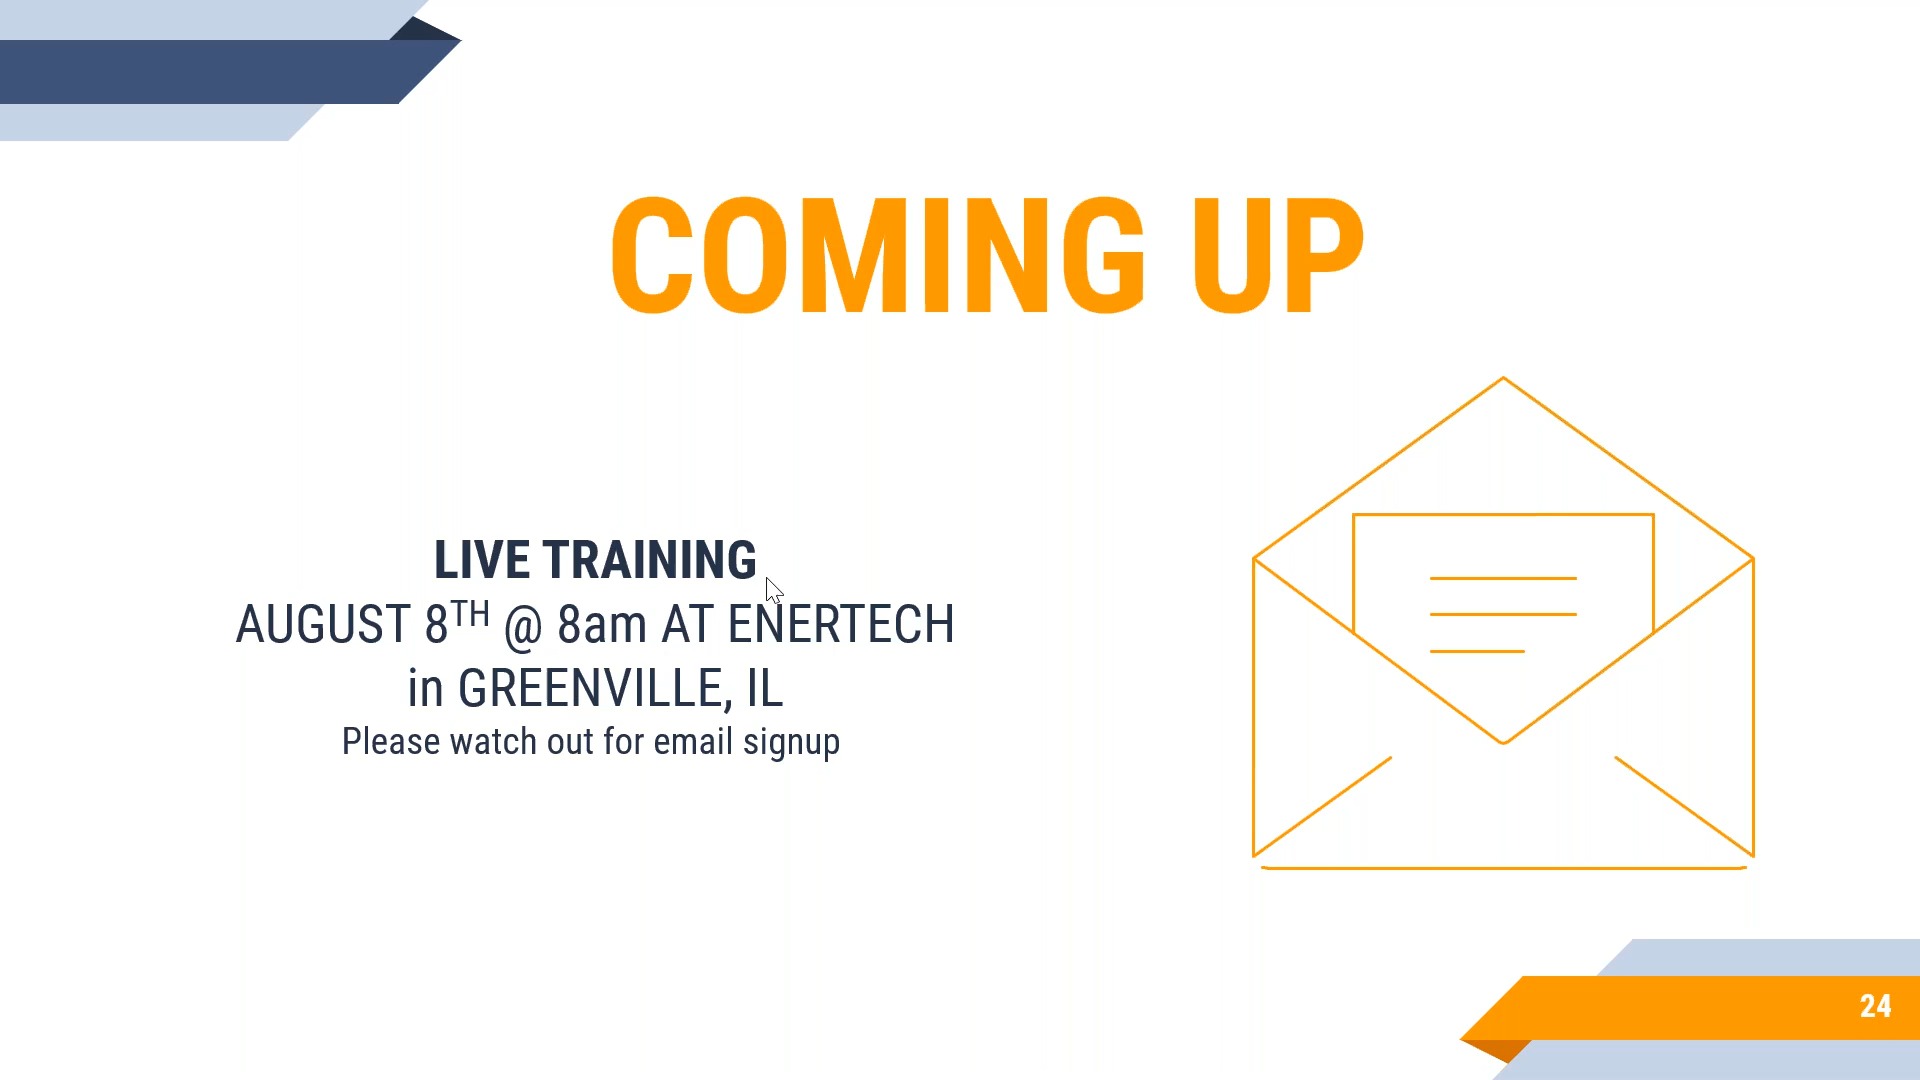 COMING UP
LIVE TRAINING
AUGUST 8TH @ 8am AT ENERTECH
in GREENVILLE, IL
Please watch out for email signup
24